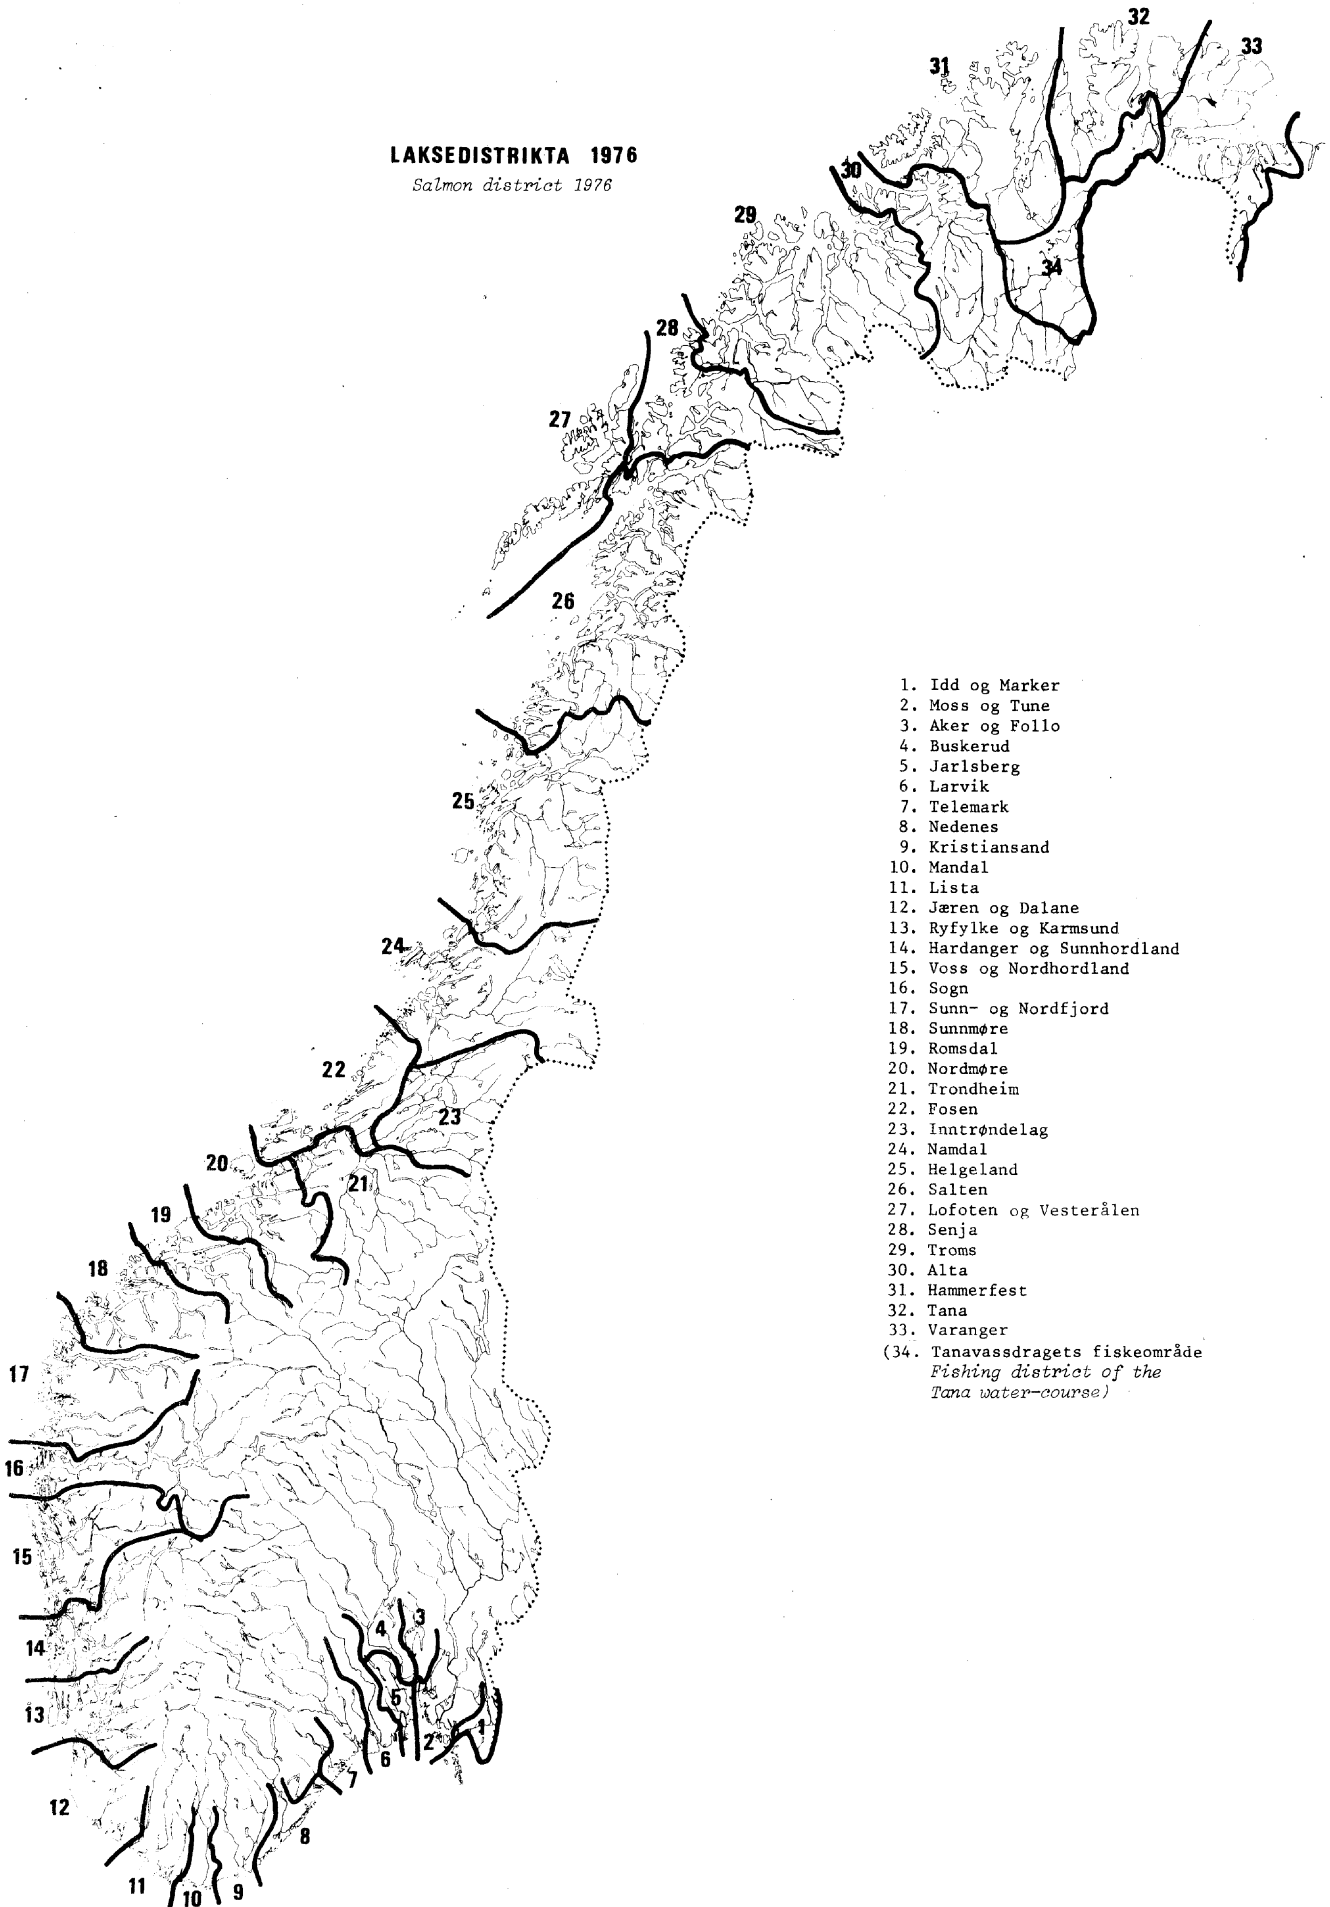 LAKSEDISTRIKTA 1976
Salmon district 1976
32
33
31
30
29
34
28
27
26
25
24
22
23
20
21
19
18
17
16
15
14
13
12
11
10
9
8
7
6
5
4
3
2
1
1. Idd og Marker
2. Moss og Tune
3. Aker og Follo
4. Buskerud
5. Jarlsberg
6. Larvik
7. Telemark
8. Nedenes
9. Kristiansand
10. Mandal
11. Lista
12. Jæren og Dalane
13. Ryfylke og Karmsund
14. Hardanger og Sunnhordland
15. Voss og Nordhordland
16. Sogn
17. Sunn- og Nordfjord
18. Sunnmøre
19. Romsdal
20. Nordmøre
21. Trondheim
22. Fosen
23. Inntrøndelag
24. Namdal
25. Helgeland
26. Salten
27. Lofoten og Vesterålen
28. Senja
29. Troms
30. Alta
31. Hammerfest
32. Tana
33. Varanger
(34. Tanavassdragets fiskeområde
Fishing district of the
Tana water-course)